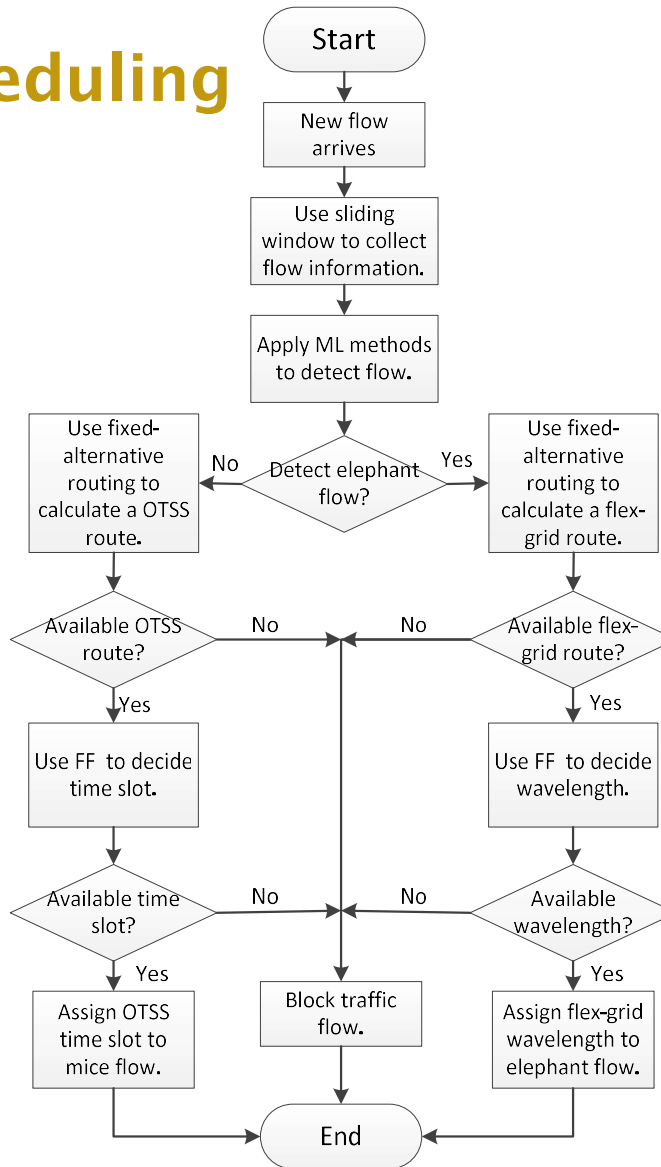 eduling
Start
New flow
arrives
Use sliding
window to collect
flow information.
Apply ML methods
to detect flow.
Use fixed-
alternative
routing to
calculate a OTSS
route.
No
Detect elephant
flow?
Yes
Use fixed-
alternative
routing to
calculate a flex-
grid route.
Available OTSS
route?
No
No
Available flex-
grid route?
Yes
Yes
Use FF to decide
time slot.
Use FF to decide
wavelength.
Available time
slot?
No
No
Available
wavelength?
Yes
Yes
Assign OTSS
time slot to
mice flow.
Block traffic
flow.
Assign flex-grid
wavelength to
elephant flow.
End